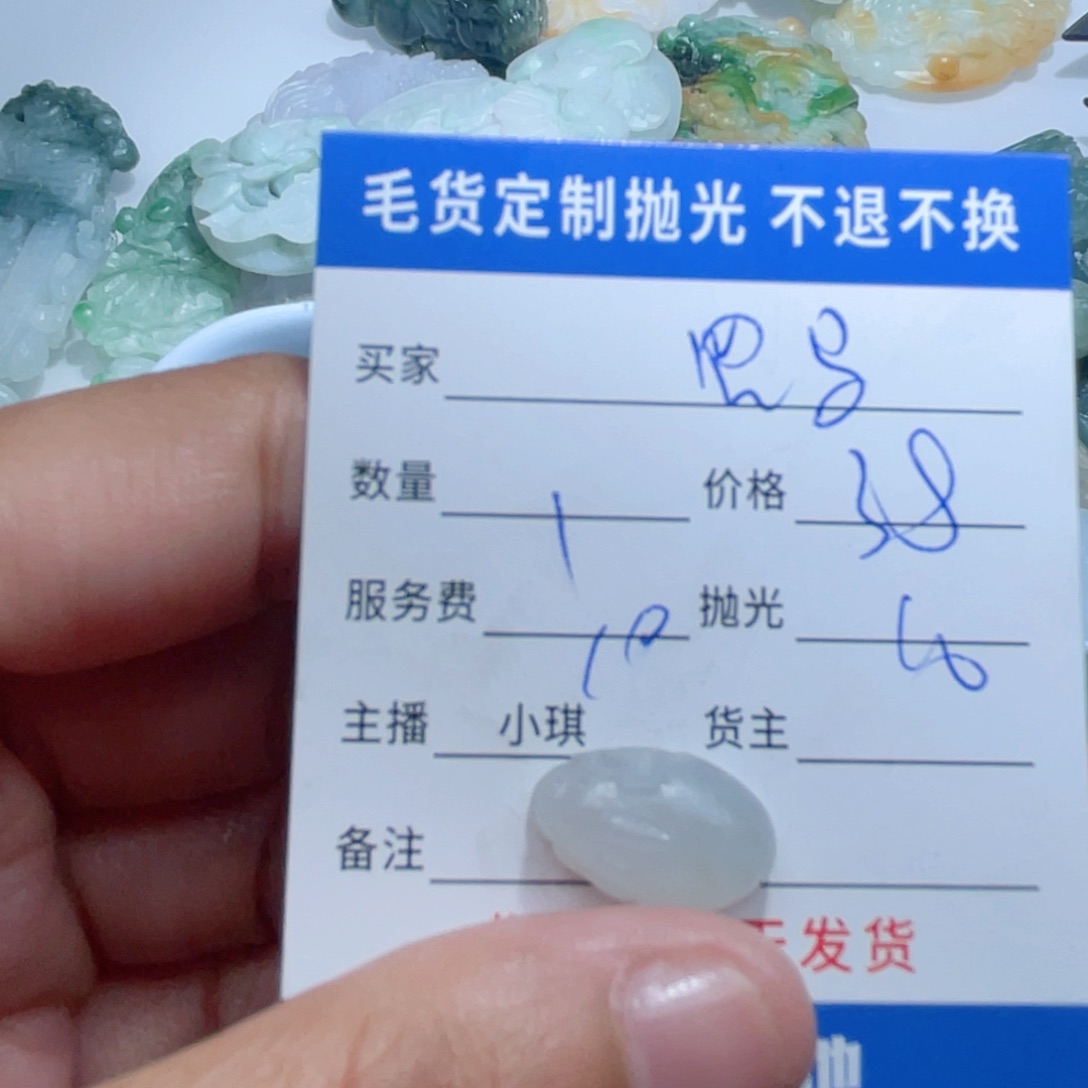 毛货定制抛光 不退不换
买家
数量 1 价格 38
服务费 10 抛光
主播 小琪 货主
备注
发货